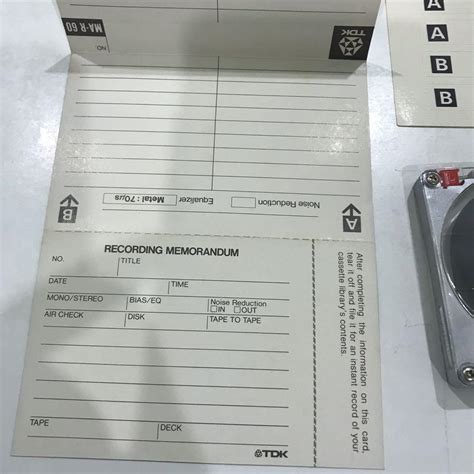 MA-R 60
NO.
TDK
A
A
B
B
Noise Reduction
Equalizer Metal : 70μs
A
B
RECORDING MEMORANDUM
NO. TITLE
DATE TIME
MONO/STEREO BIAS/EQ Noise Reduction
IN OUT
AIR CHECK DISK TAPE TO TAPE
TAPE DECK
TDK
After completing the information on this card,
tear it off and file it for an instant record of your
cassette library's contents.